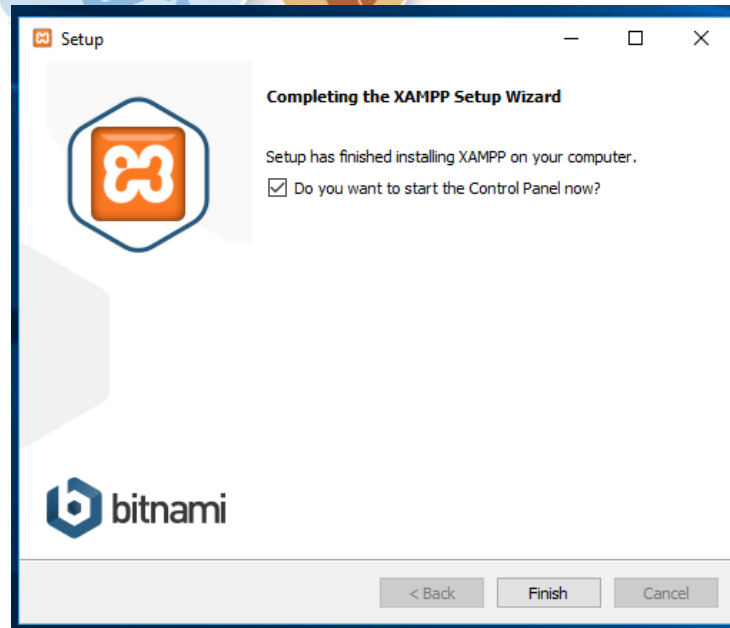 Setup
Completing the XAMPP Setup Wizard
Setup has finished installing XAMPP on your computer.
Do you want to start the Control Panel now?
bitnami
< Back
Finish
Cancel